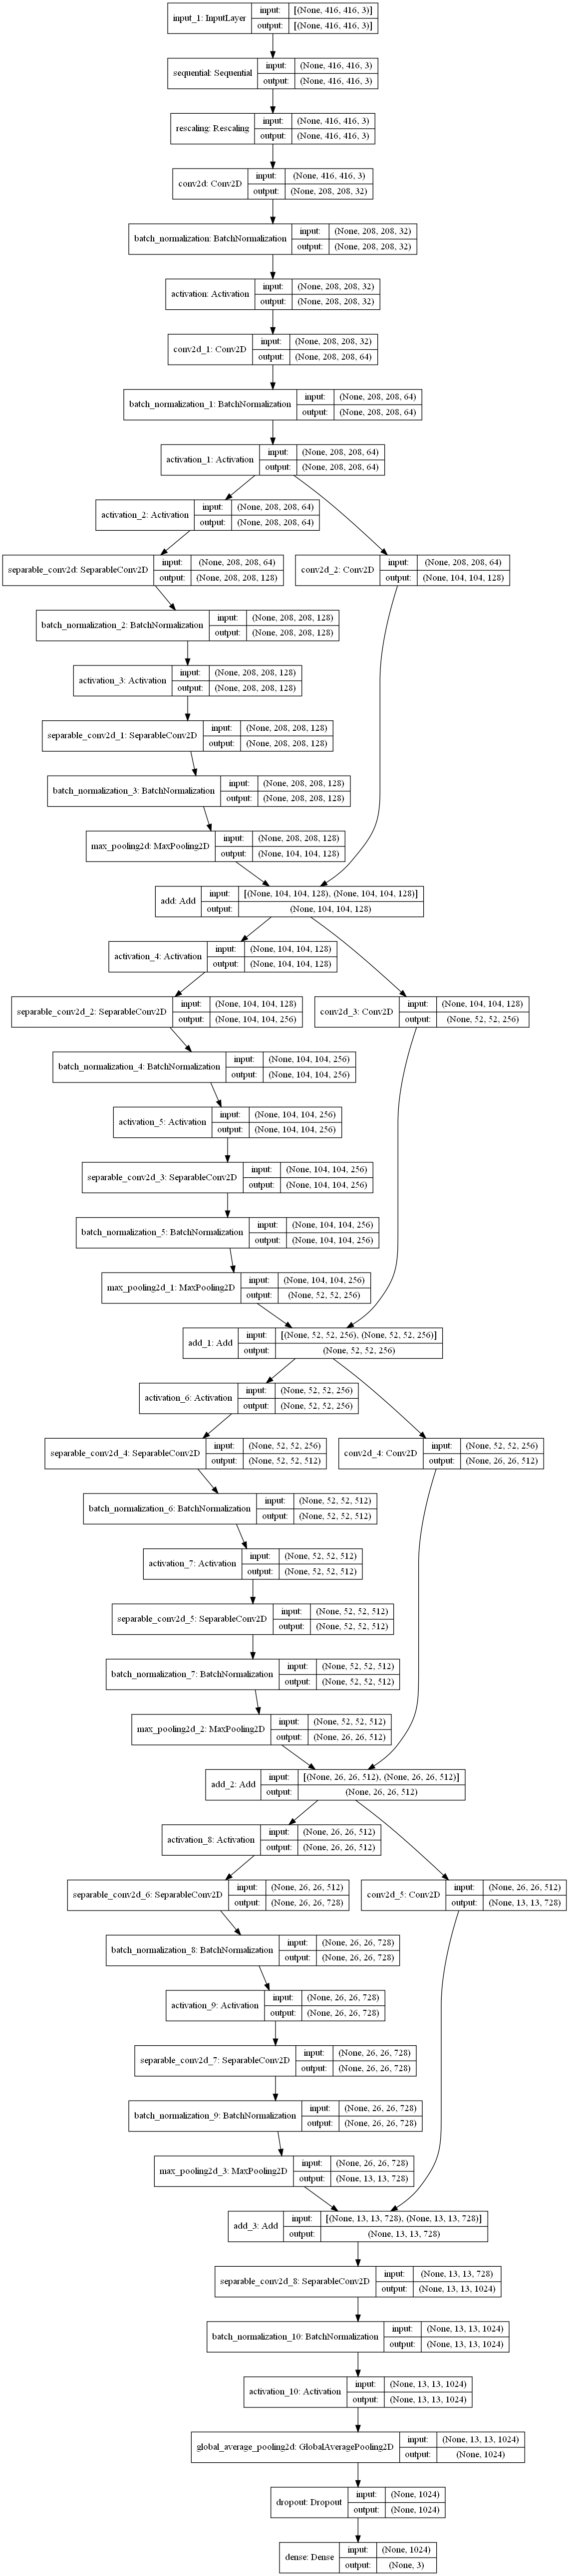 input_1: InputLayer
input: [(None, 416, 416, 3)]
output: [(None, 416, 416, 3)]
sequential: Sequential
input: (None, 416, 416, 3)
output: (None, 416, 416, 3)
rescaling: Rescaling
input: (None, 416, 416, 3)
output: (None, 416, 416, 3)
conv2d: Conv2D
input: (None, 416, 416, 3)
output: (None, 208, 208, 32)
batch_normalization: BatchNormalization
input: (None, 208, 208, 32)
output: (None, 208, 208, 32)
activation: Activation
input: (None, 208, 208, 32)
output: (None, 208, 208, 32)
conv2d_1: Conv2D
input: (None, 208, 208, 32)
output: (None, 208, 208, 64)
batch_normalization_1: BatchNormalization
input: (None, 208, 208, 64)
output: (None, 208, 208, 64)
activation_1: Activation
input: (None, 208, 208, 64)
output: (None, 208, 208, 64)
activation_2: Activation
input: (None, 208, 208, 64)
output: (None, 208, 208, 64)
separable_conv2d: SeparableConv2D
input: (None, 208, 208, 64)
output: (None, 208, 208, 128)
conv2d_2: Conv2D
input: (None, 208, 208, 64)
output: (None, 104, 104, 128)
batch_normalization_2: BatchNormalization
input: (None, 208, 208, 128)
output: (None, 208, 208, 128)
activation_3: Activation
input: (None, 208, 208, 128)
output: (None, 208, 208, 128)
separable_conv2d_1: SeparableConv2D
input: (None, 208, 208, 128)
output: (None, 208, 208, 128)
batch_normalization_3: BatchNormalization
input: (None, 208, 208, 128)
output: (None, 208, 208, 128)
max_pooling2d: MaxPooling2D
input: (None, 208, 208, 128)
output: (None, 104, 104, 128)
add: Add
input: [(None, 104, 104, 128), (None, 104, 104, 128)]
output: (None, 104, 104, 128)
activation_4: Activation
input: (None, 104, 104, 128)
output: (None, 104, 104, 128)
separable_conv2d_2: SeparableConv2D
input: (None, 104, 104, 128)
output: (None, 104, 104, 256)
conv2d_3: Conv2D
input: (None, 104, 104, 128)
output: (None, 52, 52, 256)
batch_normalization_4: BatchNormalization
input: (None, 104, 104, 256)
output: (None, 104, 104, 256)
activation_5: Activation
input: (None, 104, 104, 256)
output: (None, 104, 104, 256)
separable_conv2d_3: SeparableConv2D
input: (None, 104, 104, 256)
output: (None, 104, 104, 256)
batch_normalization_5: BatchNormalization
input: (None, 104, 104, 256)
output: (None, 104, 104, 256)
max_pooling2d_1: MaxPooling2D
input: (None, 104, 104, 256)
output: (None, 52, 52, 256)
add_1: Add
input: [(None, 52, 52, 256), (None, 52, 52, 256)]
output: (None, 52, 52, 256)
activation_6: Activation
input: (None, 52, 52, 256)
output: (None, 52, 52, 256)
separable_conv2d_4: SeparableConv2D
input: (None, 52, 52, 256)
output: (None, 52, 52, 512)
conv2d_4: Conv2D
input: (None, 52, 52, 256)
output: (None, 26, 26, 512)
batch_normalization_6: BatchNormalization
input: (None, 52, 52, 512)
output: (None, 52, 52, 512)
activation_7: Activation
input: (None, 52, 52, 512)
output: (None, 52, 52, 512)
separable_conv2d_5: SeparableConv2D
input: (None, 52, 52, 512)
output: (None, 52, 52, 512)
batch_normalization_7: BatchNormalization
input: (None, 52, 52, 512)
output: (None, 52, 52, 512)
max_pooling2d_2: MaxPooling2D
input: (None, 52, 52, 512)
output: (None, 26, 26, 512)
add_2: Add
input: [(None, 26, 26, 512), (None, 26, 26, 512)]
output: (None, 26, 26, 512)
activation_8: Activation
input: (None, 26, 26, 512)
output: (None, 26, 26, 512)
separable_conv2d_6: SeparableConv2D
input: (None, 26, 26, 512)
output: (None, 26, 26, 728)
conv2d_5: Conv2D
input: (None, 26, 26, 512)
output: (None, 13, 13, 728)
batch_normalization_8: BatchNormalization
input: (None, 26, 26, 728)
output: (None, 26, 26, 728)
activation_9: Activation
input: (None, 26, 26, 728)
output: (None, 26, 26, 728)
separable_conv2d_7: SeparableConv2D
input: (None, 26, 26, 728)
output: (None, 26, 26, 728)
batch_normalization_9: BatchNormalization
input: (None, 26, 26, 728)
output: (None, 26, 26, 728)
max_pooling2d_3: MaxPooling2D
input: (None, 26, 26, 728)
output: (None, 13, 13, 728)
add_3: Add
input: [(None, 13, 13, 728), (None, 13, 13, 728)]
output: (None, 13, 13, 728)
separable_conv2d_8: SeparableConv2D
input: (None, 13, 13, 728)
output: (None, 13, 13, 1024)
batch_normalization_10: BatchNormalization
input: (None, 13, 13, 1024)
output: (None, 13, 13, 1024)
activation_10: Activation
input: (None, 13, 13, 1024)
output: (None, 13, 13, 1024)
global_average_pooling2d: GlobalAveragePooling2D
input: (None, 13, 13, 1024)
output: (None, 1024)
dropout: Dropout
input: (None, 1024)
output: (None, 1024)
dense: Dense
input: (None, 1024)
output: (None, 3)